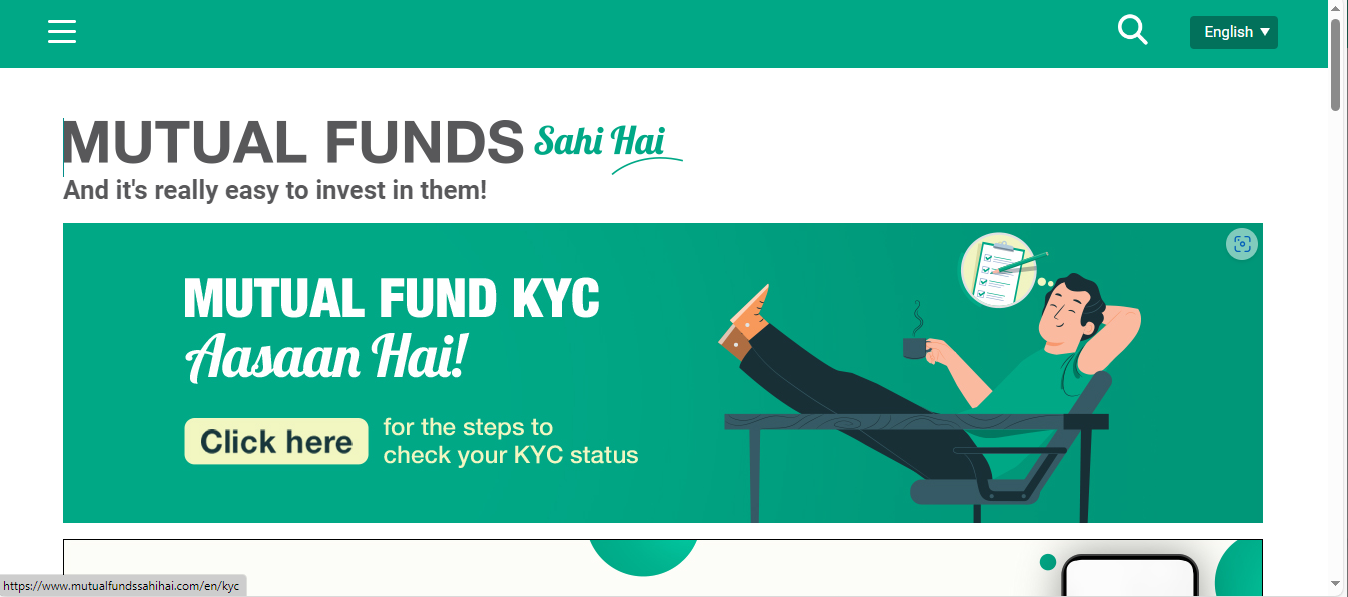 English ▼
MUTUAL FUNDS Sahi Hai
And it's really easy to invest in them!
MUTUAL FUND KYC
Aasaan Hai!
Click here
for the steps to
check your KYC status
https://www.mutualfundssahihai.com/en/kyc